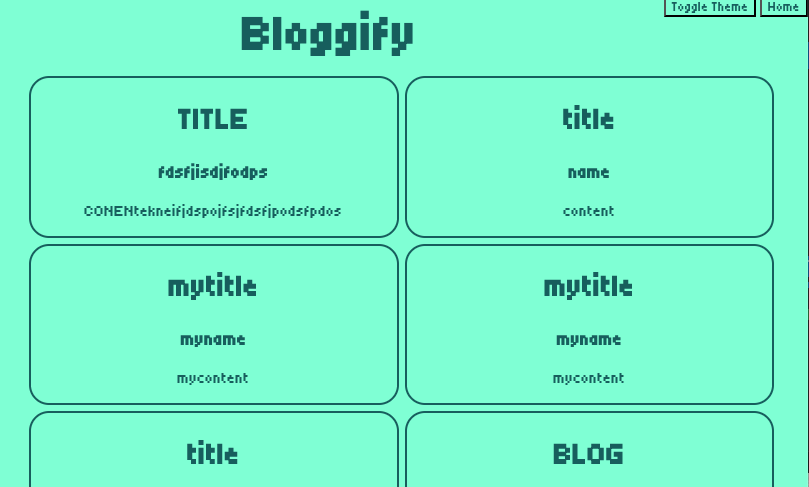 Toggle Theme Home
Bloggify
TITLE
fdsfjisdjfodps
CONENtekneifjdspojfsjfdsfjpodsfpdos
title
name
content
mytitle
myname
mycontent
mytitle
myname
mycontent
title
BLOG